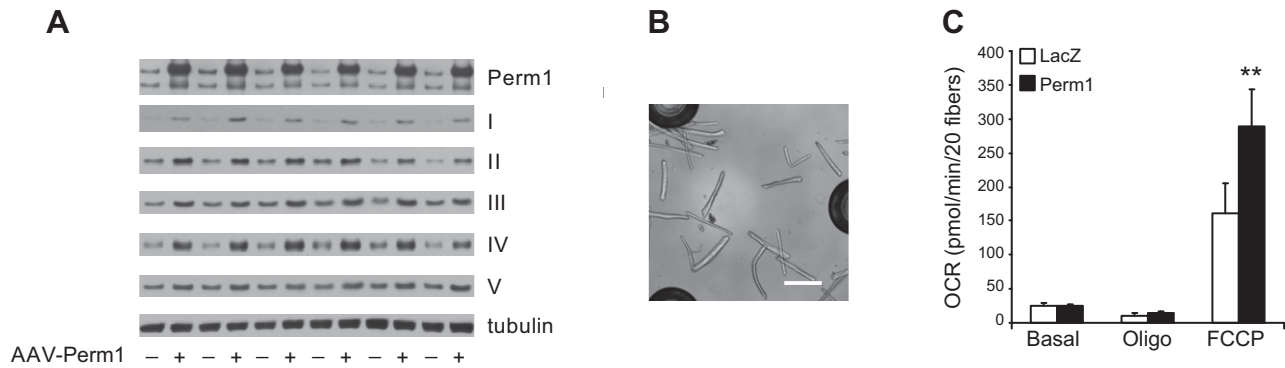 A
Perm1
I
II
III
IV
V
tubulin
AAV-Perm1 – + – + – + – + – + – +
B
C
OCR (pmol/min/20 fibers)
400
350
300
250
200
150
100
50
0
LacZ
Perm1
**
Basal Oligo FCCP